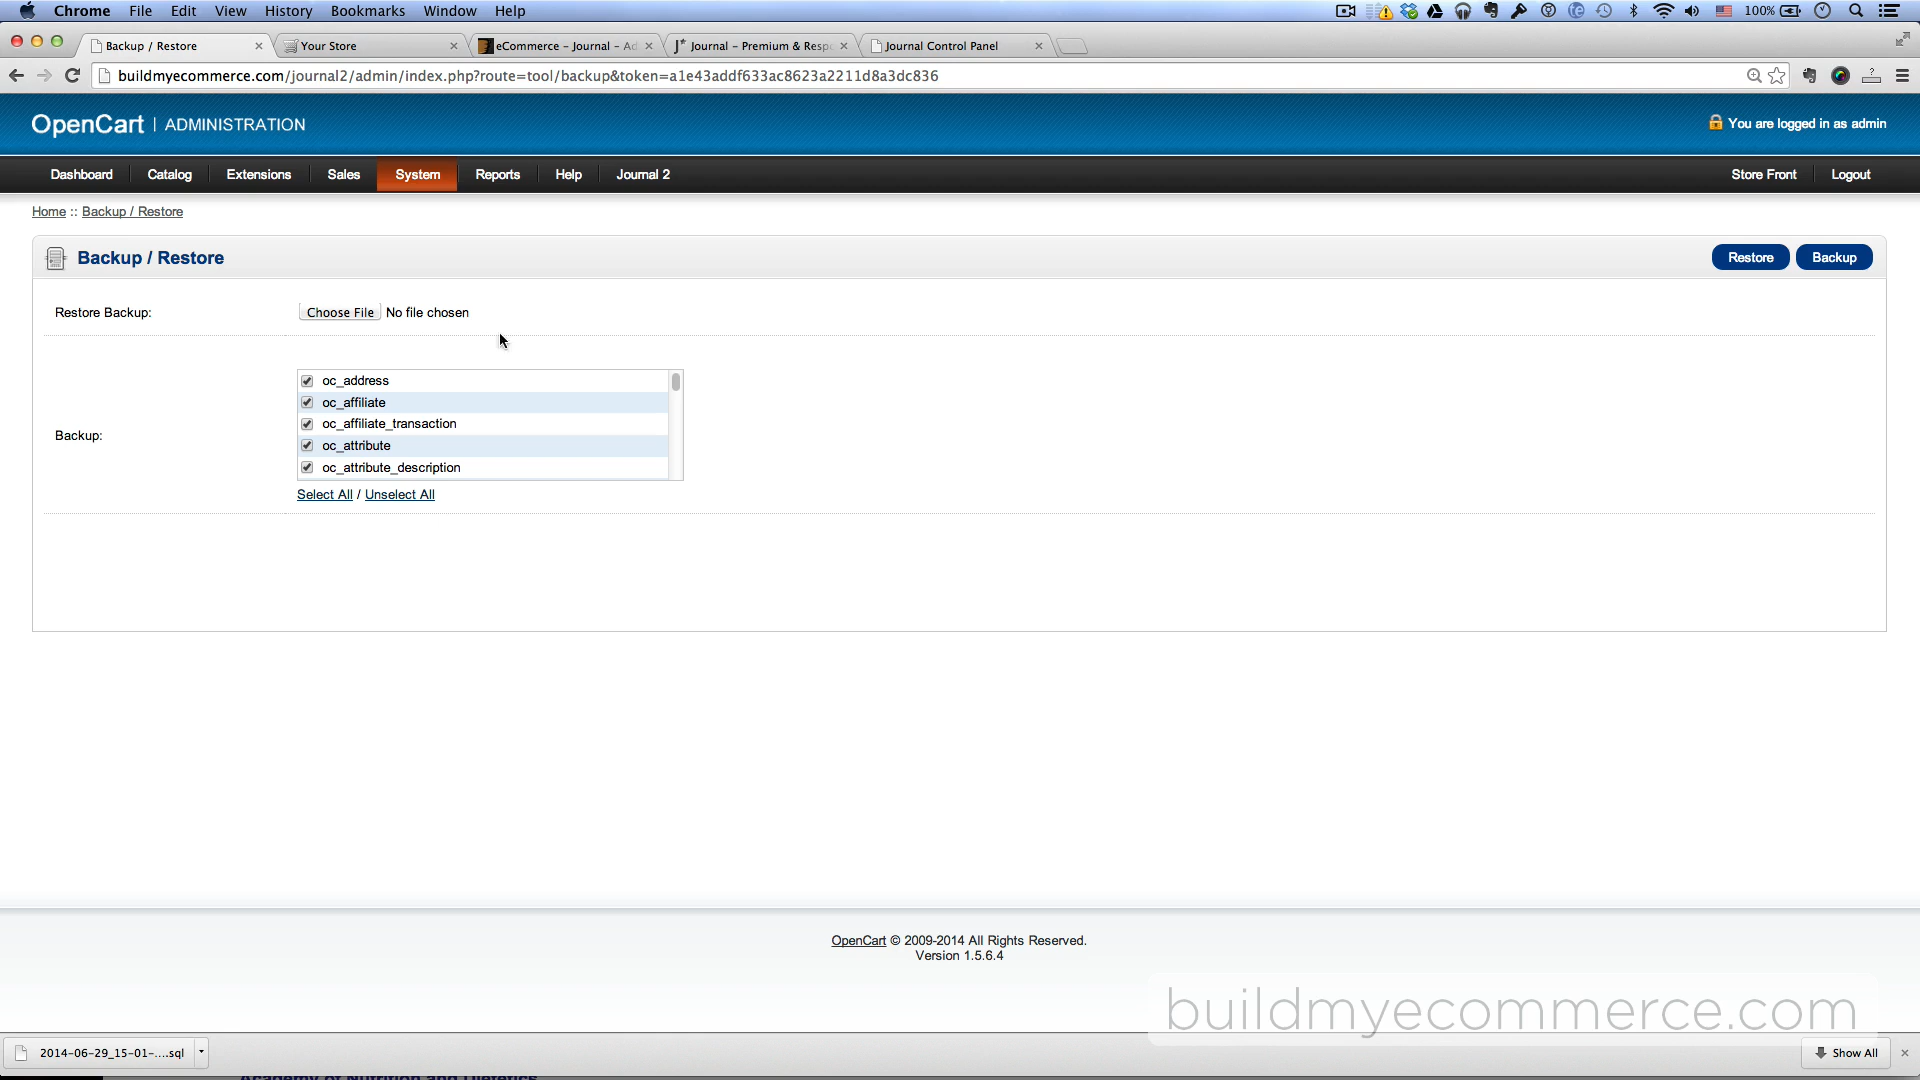 Chrome File Edit View History Bookmarks Window Help 100%
Backup / Restore Your Store eCommerce - Journal - Ad Journal - Premium & Resp Journal Control Panel
buildmyecommerce.com/journal2/admin/index.php?route=tool/backup&token=a1e43addf633ac8623a2211d8a3dc836
OpenCart | ADMINISTRATION You are logged in as admin
Dashboard Catalog Extensions Sales System Reports Help Journal 2 Store Front Logout
Home :: Backup / Restore
Backup / Restore Restore Backup
Restore Backup: Choose File No file chosen
oc_address
oc_affiliate
oc_affiliate_transaction
Backup:
oc_attribute
oc_attribute_description
Select All / Unselect All
OpenCart © 2009-2014 All Rights Reserved.
Version 1.5.6.4
buildmyecommerce.com
2014-06-29_15-01-....sql Show All